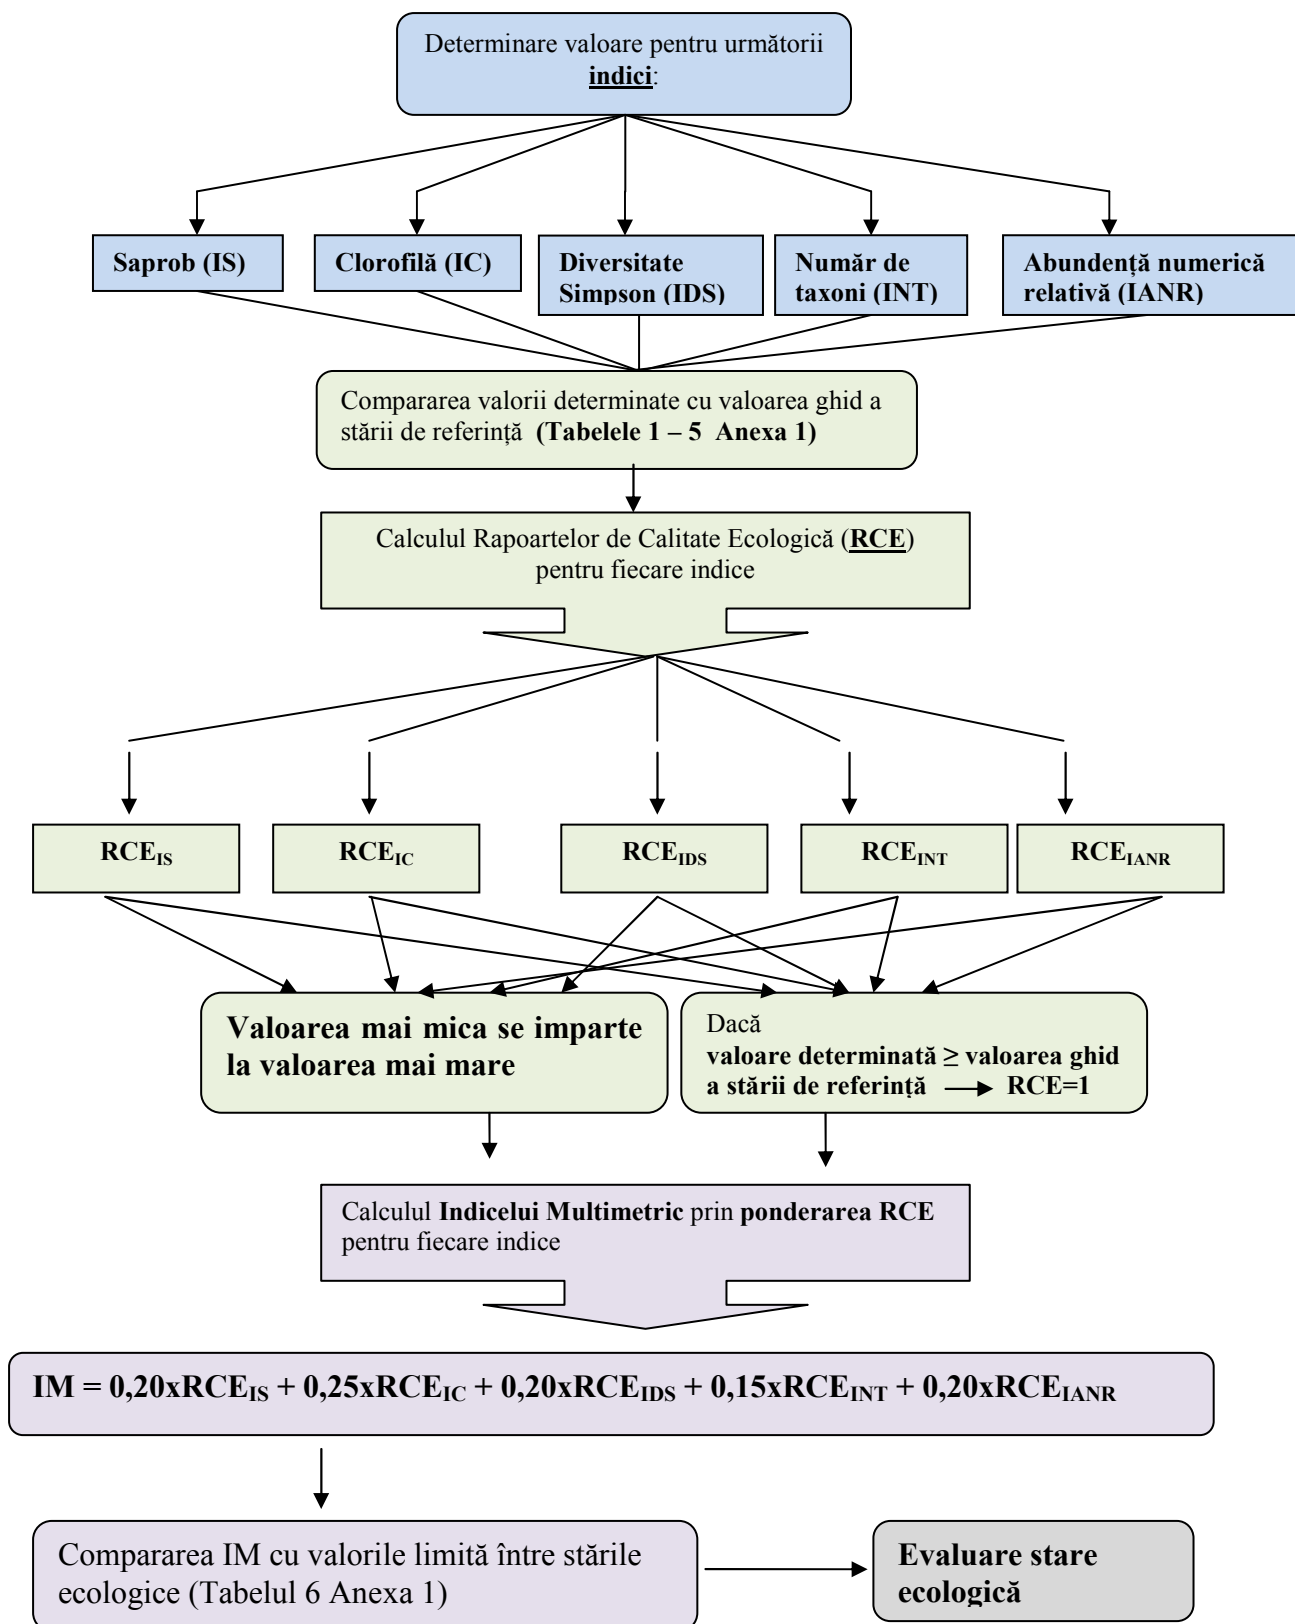 Determinare valoare pentru următorii
indici:
Saprob (IS)
Clorofilă (IC)
Diversitate
Simpson (IDS)
Număr de
taxoni (INT)
Abundență numerică
relativă (IANR)
Compararea valorii determinate cu valoarea ghid a
stării de referință (Tabelele 1 – 5 Anexa 1)
Calculul Rapoartelor de Calitate Ecologică (RCE)
pentru fiecare indice
RCEIS
RCEIC
RCEIDS
RCEINT
RCEIANR
Valoarea mai mica se imparte
la valoarea mai mare
Dacă
valoare determinată ≥ valoarea ghid
a stării de referință → RCE=1
Calculul Indicelui Multimetric prin ponderarea RCE
pentru fiecare indice
IM = 0,20xRCEIS + 0,25xRCEIC + 0,20xRCEIDS + 0,15xRCEINT + 0,20xRCEIANR
Compararea IM cu valorile limită între stările
ecologice (Tabelul 6 Anexa 1)
Evaluare stare
ecologică